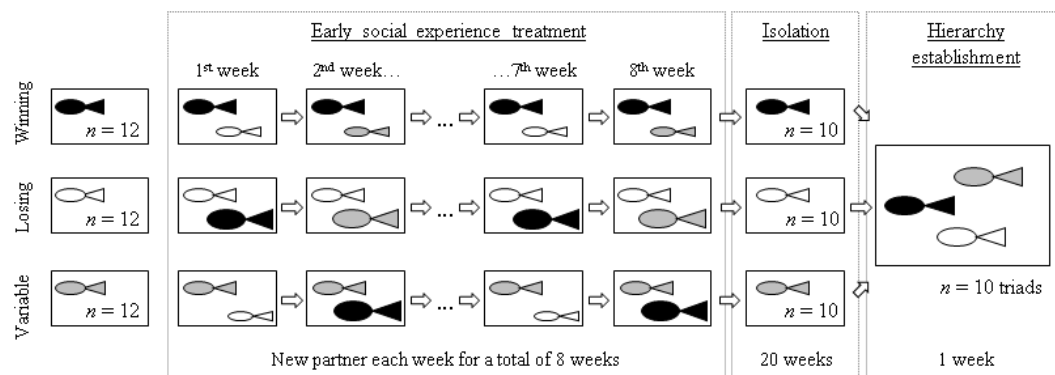 Early social experience treatment
Isolation
Hierarchy
establishment
1st week
2nd week…
…7th week
8th week
Winning
n = 12
...
n = 10
Losing
n = 12
...
n = 10
Variable
n = 12
...
n = 10
n = 10 triads
New partner each week for a total of 8 weeks
20 weeks
1 week